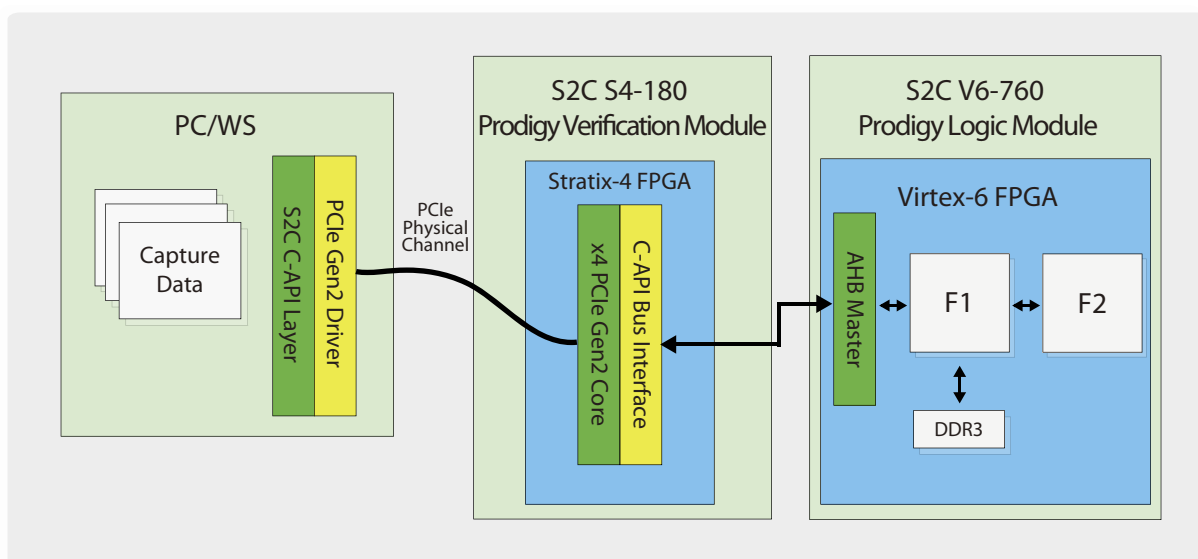 PC/WS
Capture
Data
S2C C-API Layer
PCIe Gen2 Driver
PCIe
Physical
Channel
S2C S4-180
Prodigy Verification Module
Stratix-4 FPGA
x4 PCIe Gen2 Core
C-API Bus Interface
S2C V6-760
Prodigy Logic Module
Virtex-6 FPGA
AHB Master
F1
F2
DDR3